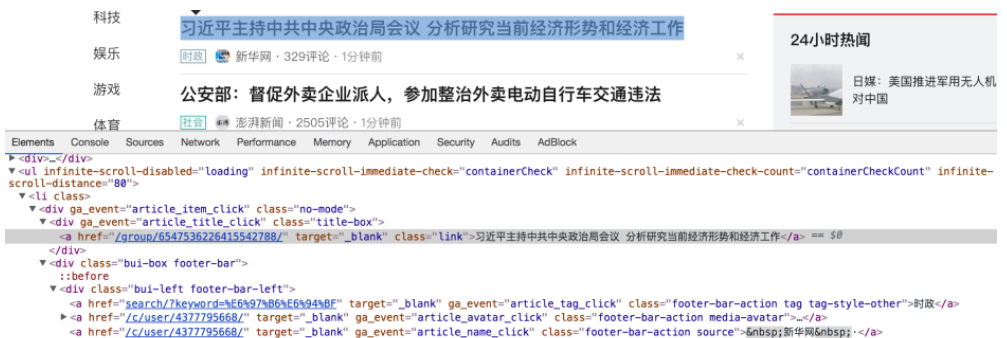 科技
娱乐
游戏
体育
习近平主持中共中央政治局会议 分析研究当前经济形势和经济工作
时政 新华网 · 329评论 · 1分钟前 ×
公安部：督促外卖企业派人，参加整治外卖电动自行车交通违法
社会 澎湃新闻 · 2505评论 · 1分钟前 ×
24小时热闻
日媒：美国推进军用无人机
对中国
Elements Console Sources Network Performance Memory Application Security Audits AdBlock
▶<div>…</div>
▼<ul infinite-scroll-disabled="loading" infinite-scroll-immediate-check="containerCheck" infinite-scroll-immediate-check-count="containerCheckCount" infinite-
scroll-distance="80">
▼<li class>
▼<div ga_event="article_item_click" class="no-mode">
▼<div ga_event="article_title_click" class="title-box">
<a href="/group/6547536226415542788/" target="_blank" class="link">习近平主持中共中央政治局会议 分析研究当前经济形势和经济工作</a> == $0
</div>
▼<div class="bui-box footer-bar">
::before
▼<div class="bui-left footer-bar-left">
<a href="search/?keyword=%E6%97%B6%E6%94%BF" target="_blank" ga_event="article_tag_click" class="footer-bar-action tag tag-style-other">时政</a>
▶<a href="/c/user/4377795668/" target="_blank" ga_event="article_avatar_click" class="footer-bar-action media-avatar">…</a>
<a href="/c/user/4377795668/" target="_blank" ga_event="article_name_click" class="footer-bar-action source">&nbsp;新华网&nbsp;·</a>